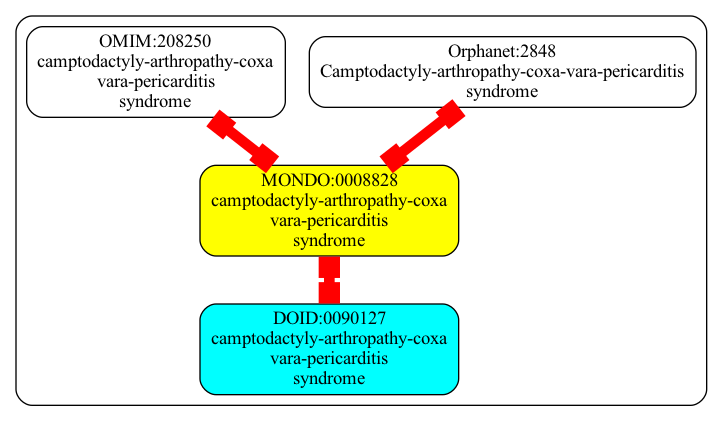 OMIM:208250
camptodactyly-arthropathy-coxa
vara-pericarditis
syndrome
Orphanet:2848
Camptodactyly-arthropathy-coxa-vara-pericarditis
syndrome
MONDO:0008828
camptodactyly-arthropathy-coxa
vara-pericarditis
syndrome
DOID:0090127
camptodactyly-arthropathy-coxa
vara-pericarditis
syndrome